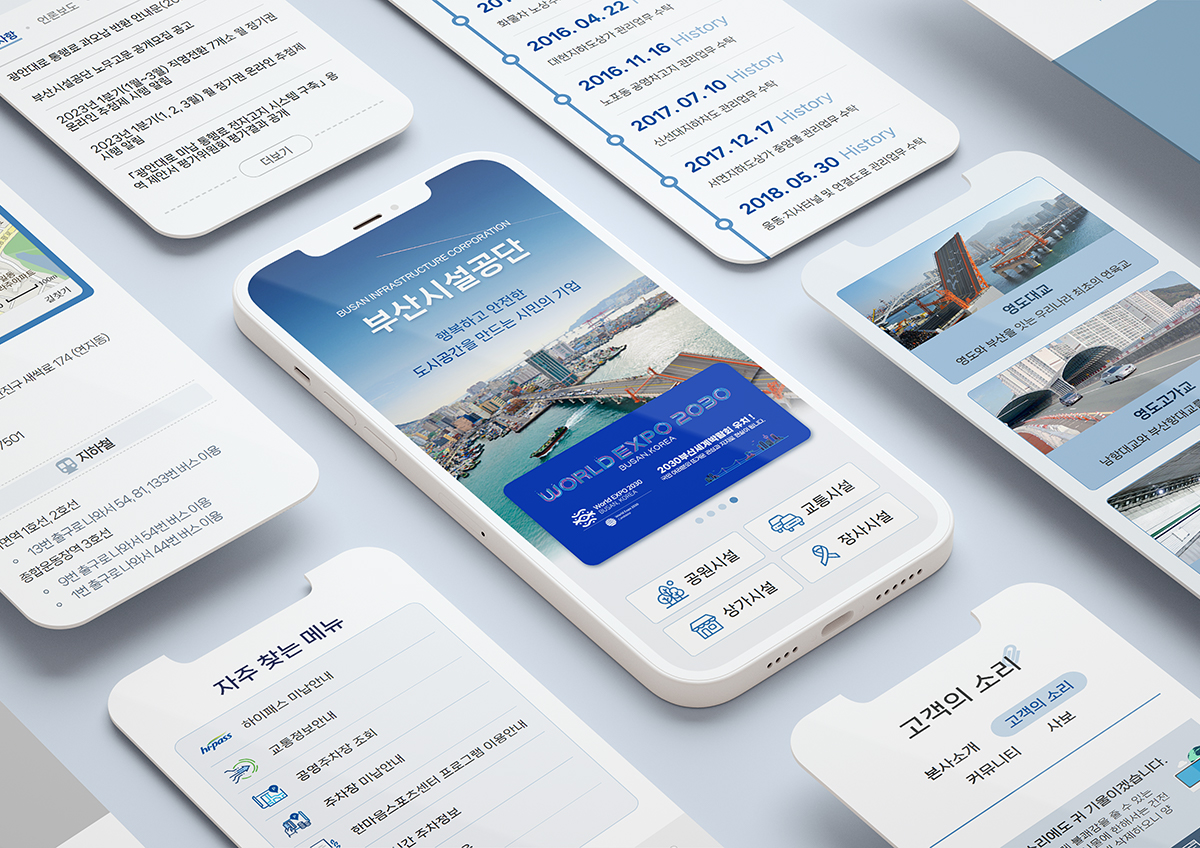 언론보도
광안대로 통행료 과오납 반환 안내문(20
부산시설공단 노무고문 공개모집 공고
2023년 1분기(1월~3월) 직영전환 7개소 월 정기권
온라인 추첨제 시행 알림
2023년 1분기(1, 2, 3월) 월 정기권 온라인 추첨제
시행 알림
「광안대로 미납 통행료 전자고지 시스템 구축」 용
역 제안서 평가위원회 평가결과 공개
더보기
화물차 노상주
2016. 04. 22 History
대현지하도상가 관리업무 수탁
2016. 11. 16 History
노포동 공영차고지 관리업무 수탁
2017. 07. 10 History
신선대지하차도 관리업무 수탁
2017. 12. 17 History
서면지하도상가 중앙몰 관리업무 수탁
2018. 05. 30 History
웅동·지사터널 및 연결도로 관리업무 수탁
길찾기
진구 새싹로 174 (연지동)
7501
지하철
면역 1호선, 2호선
13번 출구로 나와서 54, 81, 133번 버스 이용
종합운동장역 3호선
9번 출구로 나와서 54번 버스 이용
1번 출구로 나와서 44번 버스 이용
BUSAN INFRASTRUCTURE CORPORATION
부산시설공단
행복하고 안전한
도시공간을 만드는 시민의 기업
WORLD EXPO 2030
BUSAN, KOREA
2030부산세계박람회 유치 !
World EXPO 2030
BUSAN, KOREA
공원시설
교통시설
상가시설
장사시설
영도대교
영도와 부산을 잇는 우리나라 최초의 연륙교
영도고가교
남항대교와 부산항대교
자주 찾는 메뉴
hi-pass
하이패스 미납안내
교통정보안내
공영주차장 조회
주차장 미납안내
한마음스포츠센터 프로그램 이용안내
시간 주차정보
고객의 소리
본사소개
고객의 소리
커뮤니티
사보
소리에도 귀 기울이겠습니다.
불쾌감을 줄 수 있는